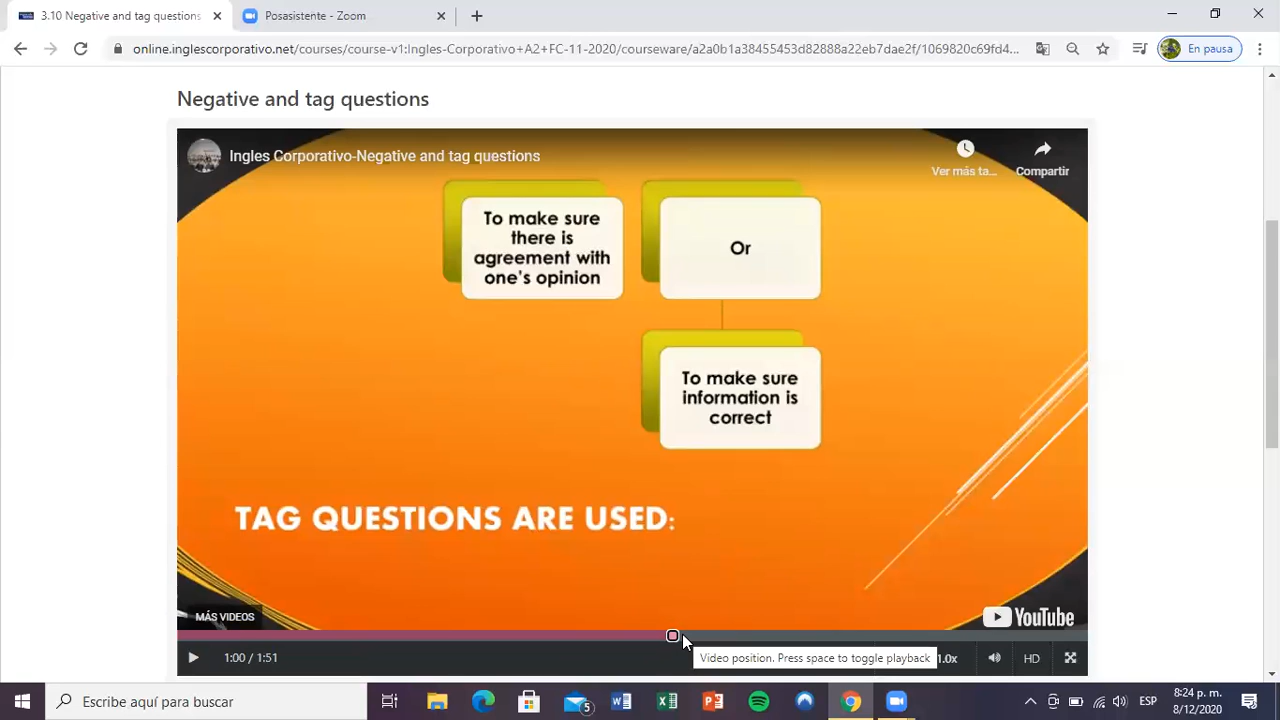 3.10 Negative and tag questions
Posasistente - Zoom
online.inglescorporativo.net/courses/course-v1:Ingles-Corporativo+A2+FC-11-2020/courseware/a2a0b1a38455453d82888a22eb7dae2f/1069820c69fd4...
En pausa
Negative and tag questions
Ingles Corporativo-Negative and tag questions
Ver más ta...
Compartir
To make sure
there is
agreement with
one's opinion
Or
To make sure
information is
correct
TAG QUESTIONS ARE USED:
MÁS VIDEOS
YouTube
1:00 / 1:51
Video position. Press space to toggle playback
1.0x
HD
Escribe aquí para buscar
5
ESP
8:24 p. m.
8/12/2020